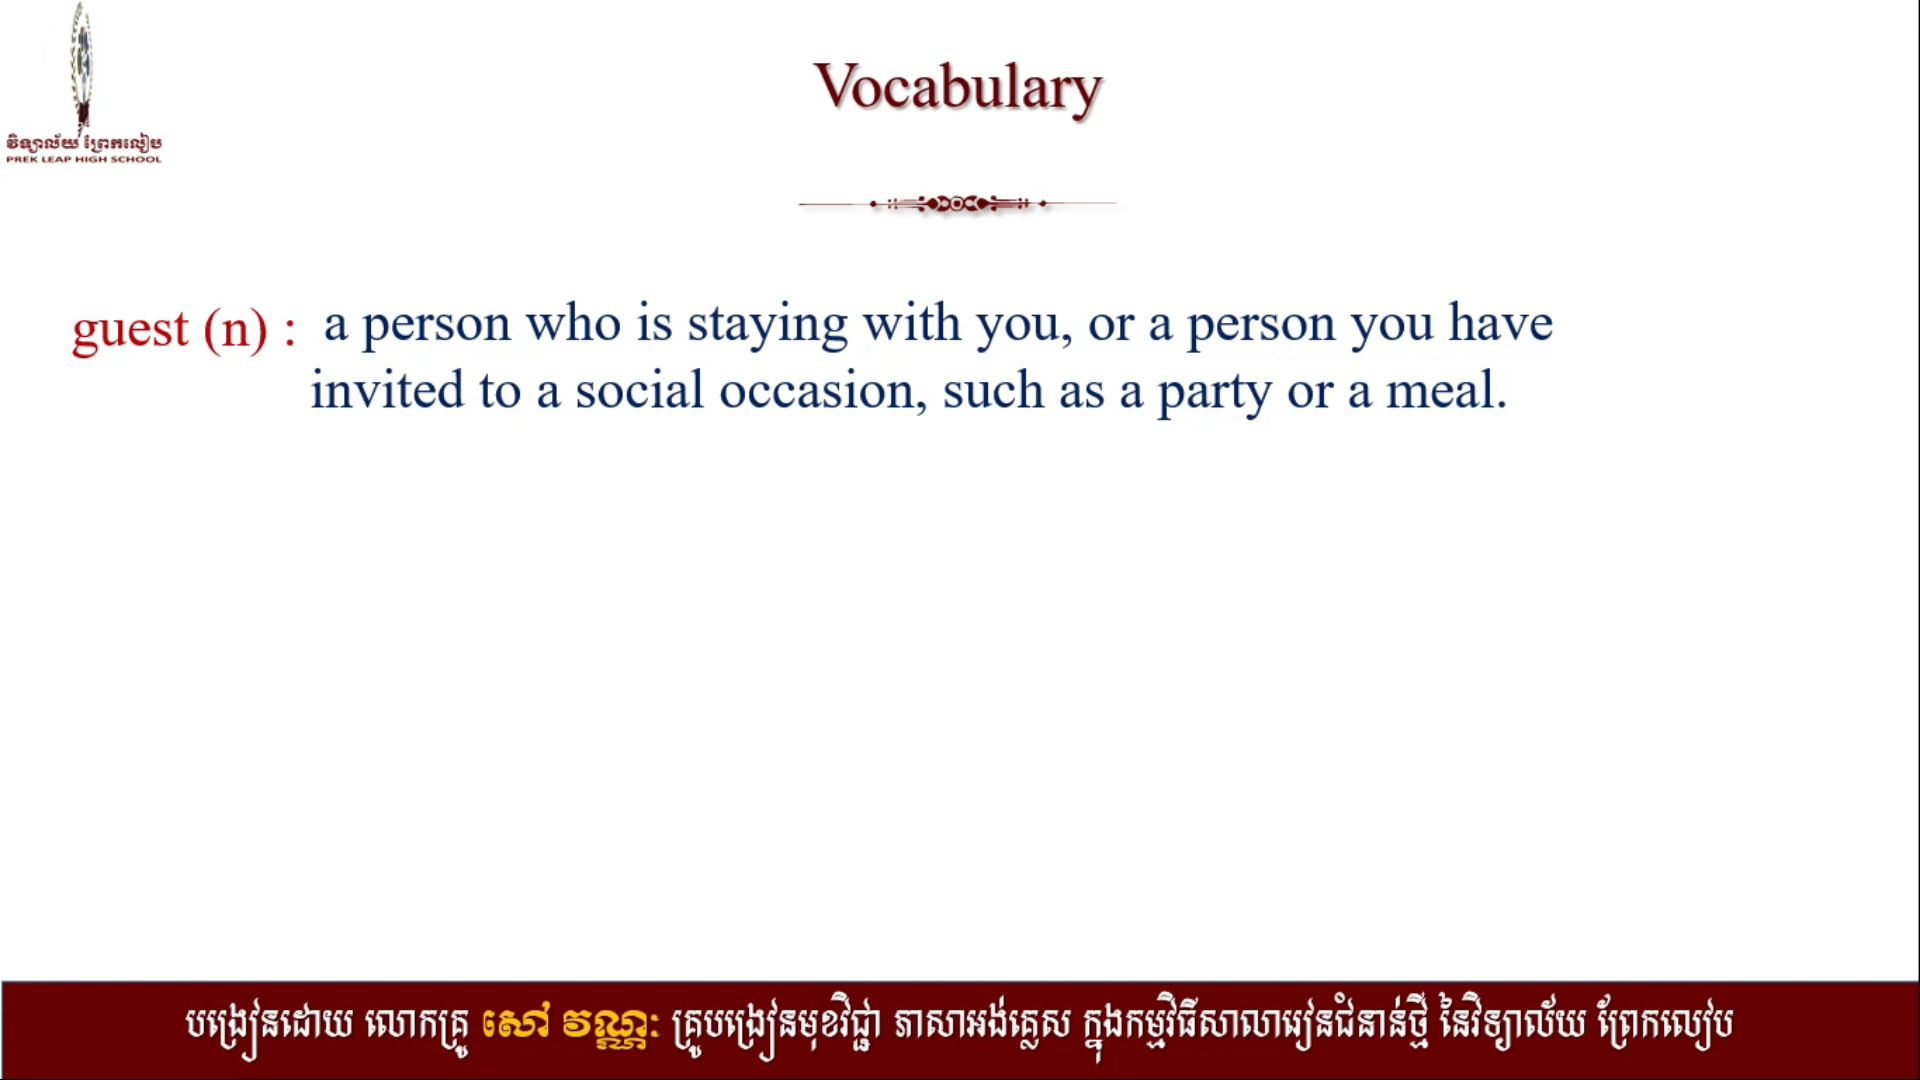 វិទ្យាល័យ ព្រែកលៀប
PREK LEAP HIGH SCHOOL
Vocabulary
guest (n) : a person who is staying with you, or a person you have
invited to a social occasion, such as a party or a meal.
បង្រៀនដោយ លោកគ្រូ សៅ វណ្ណៈ គ្រូបង្រៀនមុខវិជ្ជា ភាសាអង់គ្លេស ក្នុងកម្មវិធីសាលារៀនជំនាន់ថ្មី នៃវិទ្យាល័យ ព្រែកលៀប